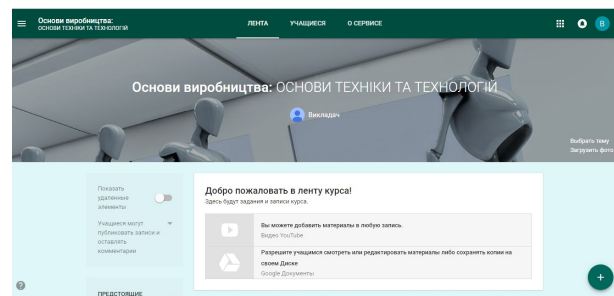 Основи виробництва:
ОСНОВИ ТЕХНІКИ ТА ТЕХНОЛОГІЙ
ЛЕНТА УЧАЩИЕСЯ О СЕРВИСЕ
В
Основи виробництва: ОСНОВИ ТЕХНІКИ ТА ТЕХНОЛОГІЙ
Викладач
Выбрать тему
Загрузить фото
Показать
удаленные
элементы
Учащиеся могут
публиковать записи и
оставлять
комментарии
ПРЕДСТОЯЩИЕ
Добро пожаловать в ленту курса!
Здесь будут задания и записи курса.
Вы можете добавить материалы в любую запись.
Видео YouTube
Разрешите учащимся смотреть или редактировать материалы либо сохранять копии на
своем Диске
Google Документы